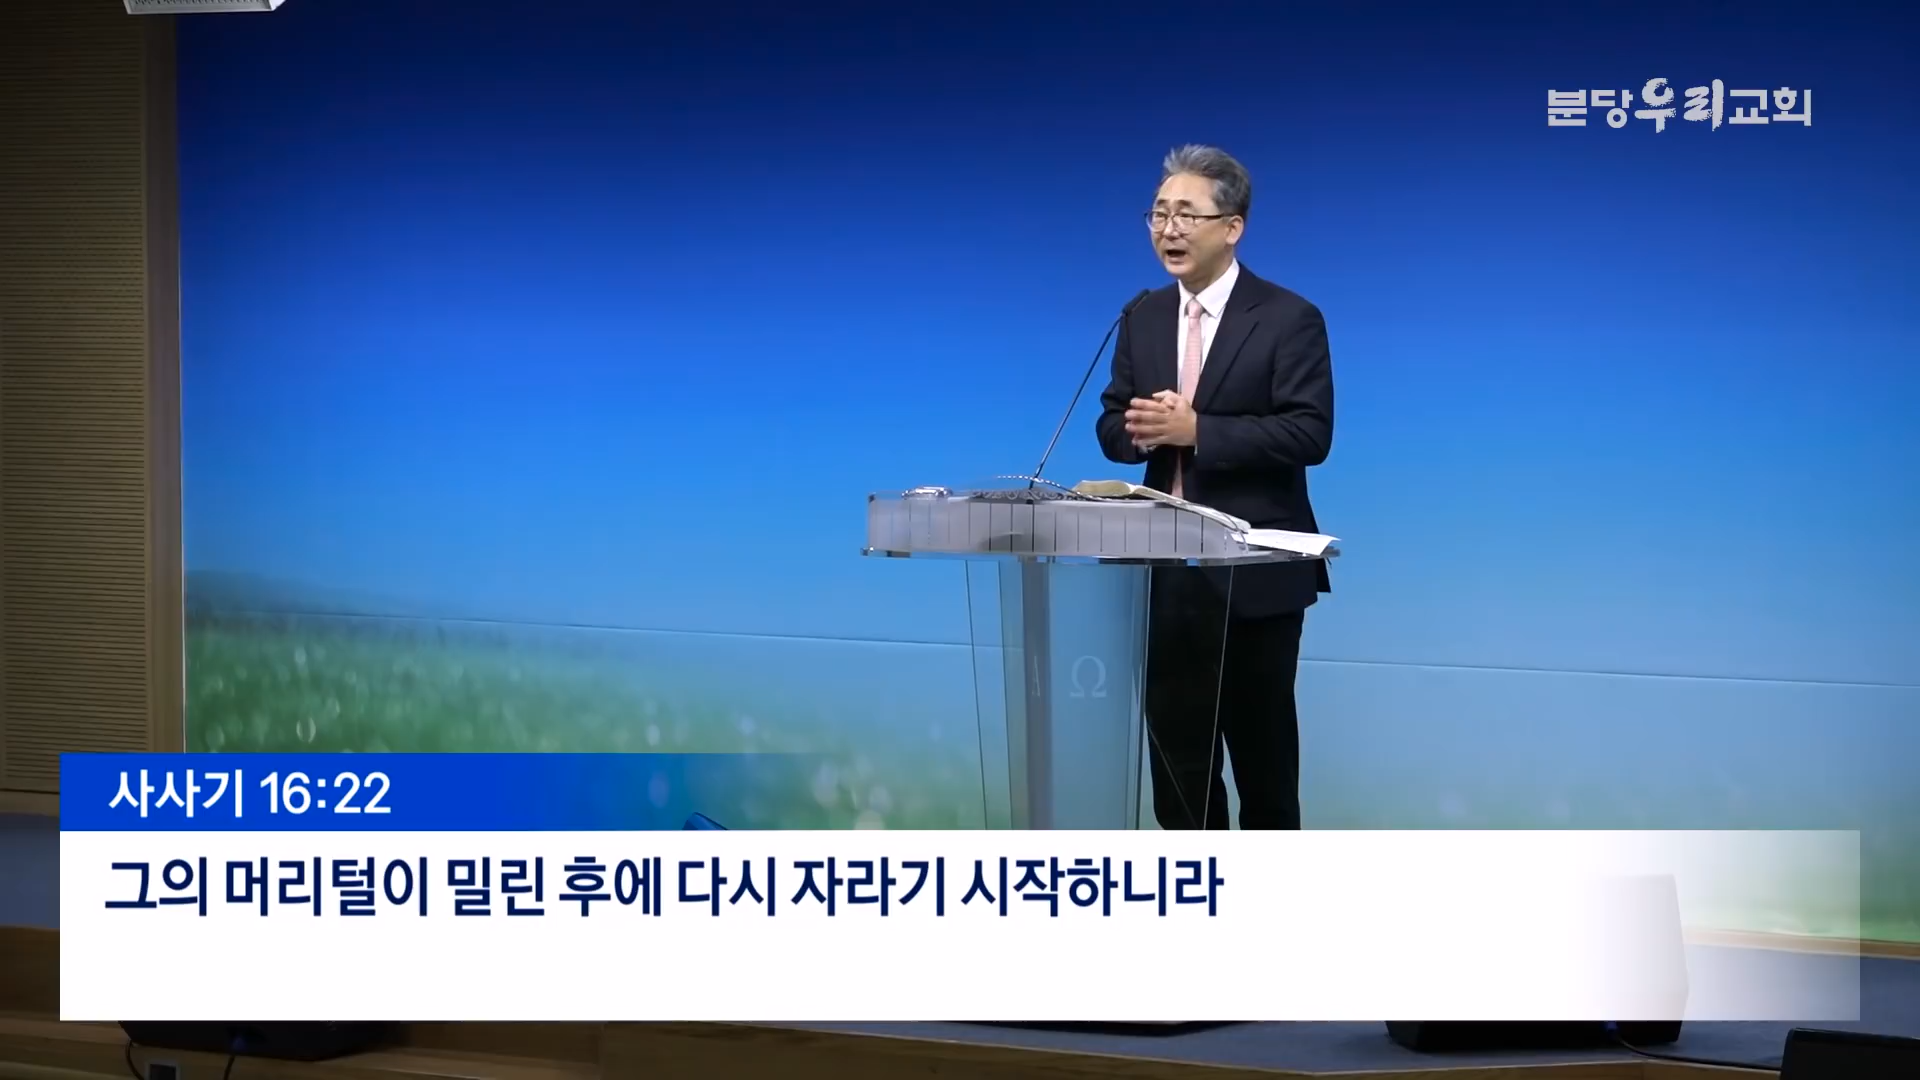 분당우리교회
Α Ω
사사기 16:22
그의 머리털이 밀린 후에 다시 자라기 시작하니라